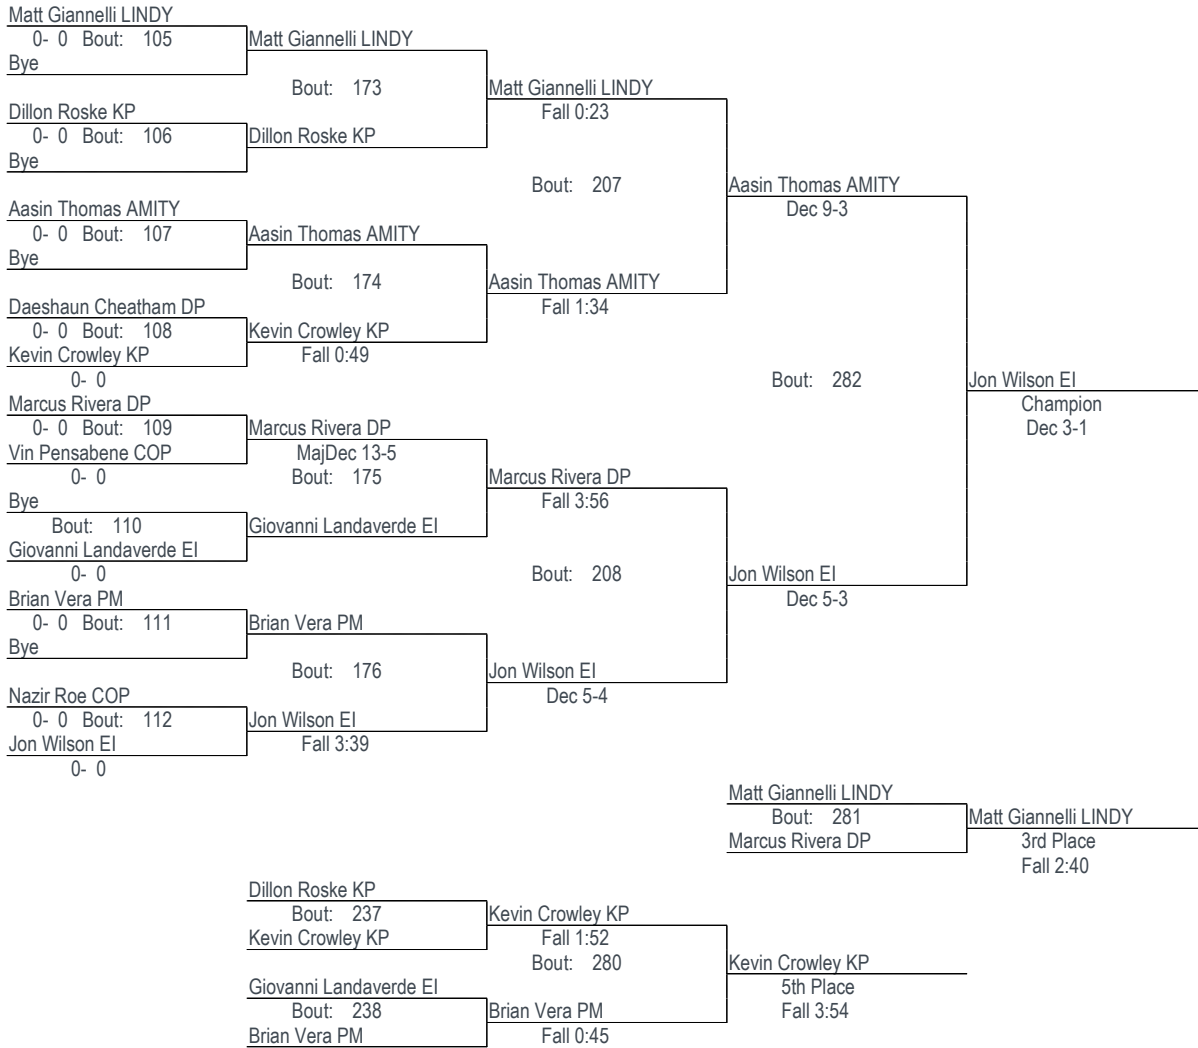 Matt Giannelli LINDY
0- 0 Bout: 105
Matt Giannelli LINDY
Bye
Bout: 173
Matt Giannelli LINDY
Dillon Roske KP
Fall 0:23
0- 0 Bout: 106
Dillon Roske KP
Bye
Bout: 207
Aasin Thomas AMITY
Aasin Thomas AMITY
Dec 9-3
0- 0 Bout: 107
Aasin Thomas AMITY
Bye
Bout: 174
Aasin Thomas AMITY
Daeshaun Cheatham DP
Fall 1:34
0- 0 Bout: 108
Kevin Crowley KP
Kevin Crowley KP
Fall 0:49
0- 0
Bout: 282
Jon Wilson EI
Marcus Rivera DP
Champion
0- 0 Bout: 109
Marcus Rivera DP
Dec 3-1
Vin Pensabene COP
MajDec 13-5
0- 0
Bout: 175
Marcus Rivera DP
Bye
Fall 3:56
Bout: 110
Giovanni Landaverde EI
Giovanni Landaverde EI
0- 0
Bout: 208
Jon Wilson EI
Brian Vera PM
Dec 5-3
0- 0 Bout: 111
Brian Vera PM
Bye
Bout: 176
Jon Wilson EI
Nazir Roe COP
Dec 5-4
0- 0 Bout: 112
Jon Wilson EI
Jon Wilson EI
Fall 3:39
0- 0
Matt Giannelli LINDY
Bout: 281
Matt Giannelli LINDY
Marcus Rivera DP
3rd Place
Fall 2:40
Dillon Roske KP
Bout: 237
Kevin Crowley KP
Kevin Crowley KP
Fall 1:52
Bout: 280
Kevin Crowley KP
Giovanni Landaverde EI
5th Place
Bout: 238
Brian Vera PM
Fall 3:54
Brian Vera PM
Fall 0:45